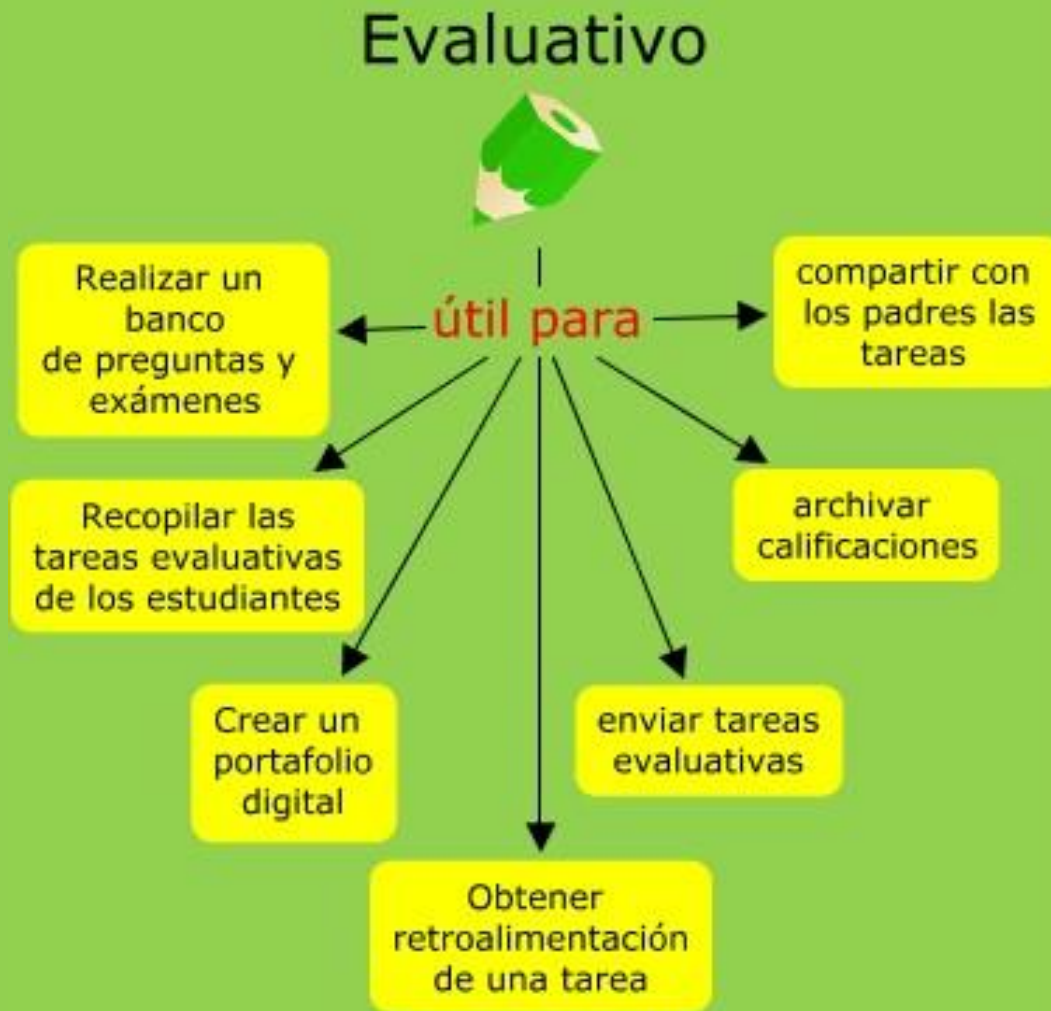 Evaluativo
útil para
Realizar un
banco
de preguntas y
exámenes
compartir con
los padres las
tareas
Recopilar las
tareas evaluativas
de los estudiantes
archivar
calificaciones
Crear un
portafolio
digital
enviar tareas
evaluativas
Obtener
retroalimentación
de una tarea